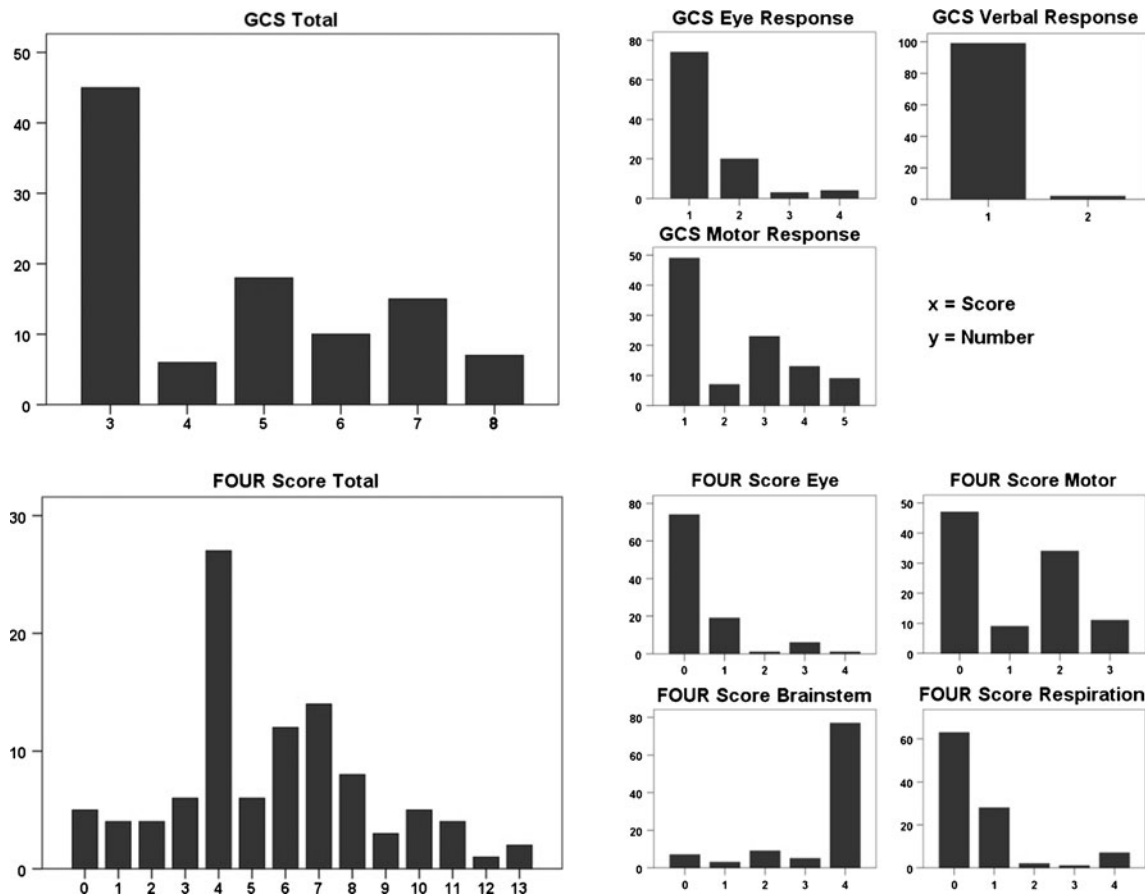 GCS Total
50
40
30
20
10
0
3 4 5 6 7 8
GCS Eye Response
80
60
40
20
0
1 2 3 4
GCS Verbal Response
100
80
60
40
20
0
1 2
GCS Motor Response
50
40
30
20
10
0
1 2 3 4 5
x = Score
y = Number
FOUR Score Total
30
20
10
0
0 1 2 3 4 5 6 7 8 9 10 11 12 13
FOUR Score Eye
80
60
40
20
0
0 1 2 3 4
FOUR Score Motor
50
40
30
20
10
0
0 1 2 3
FOUR Score Brainstem
80
60
40
20
0
0 1 2 3 4
FOUR Score Respiration
60
40
20
0
0 1 2 3 4